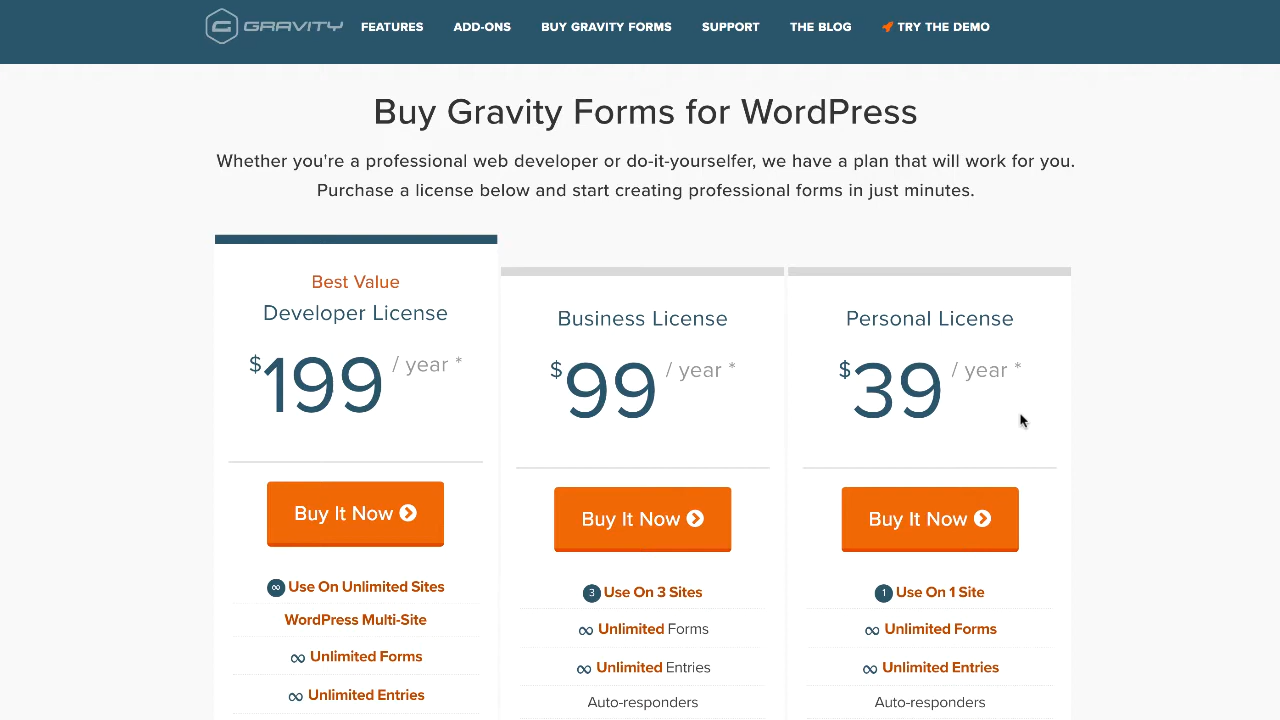 GRAVITY FEATURES ADD-ONS BUY GRAVITY FORMS SUPPORT THE BLOG TRY THE DEMO
Buy Gravity Forms for WordPress
Whether you're a professional web developer or do-it-yourselfer, we have a plan that will work for you.
Purchase a license below and start creating professional forms in just minutes.
Best Value
Developer License
$199 / year *
Buy It Now
∞ Use On Unlimited Sites
WordPress Multi-Site
∞ Unlimited Forms
∞ Unlimited Entries
Business License
$99 / year *
Buy It Now
3 Use On 3 Sites
∞ Unlimited Forms
∞ Unlimited Entries
Auto-responders
Personal License
$39 / year *
Buy It Now
1 Use On 1 Site
∞ Unlimited Forms
∞ Unlimited Entries
Auto-responders